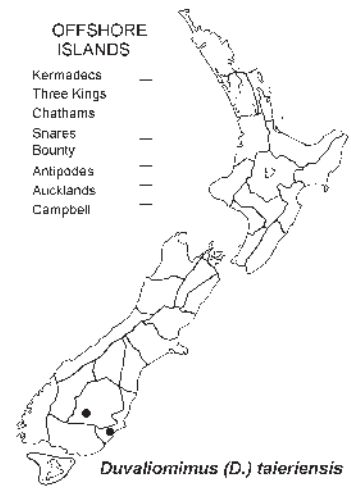 OFFSHORE
ISLANDS
Kermadecs
Three Kings
Chathams
Snares
Bounty
Antipodes
Aucklands
Campbell
Duvaliomimus (D.) taieriensis